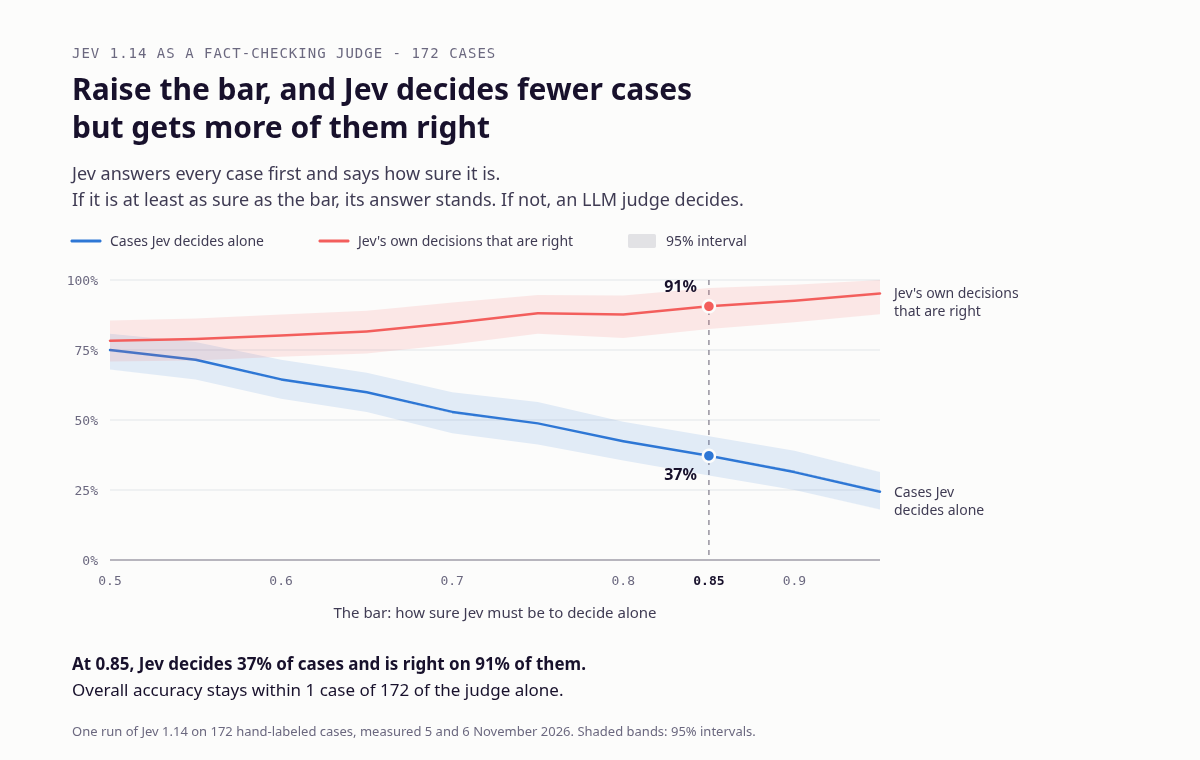 JEV 1.14 AS A FACT-CHECKING JUDGE - 172 CASES
Raise the bar, and Jev decides fewer cases
but gets more of them right
Jev answers every case first and says how sure it is.
If it is at least as sure as the bar, its answer stands. If not, an LLM judge decides.
Cases Jev decides alone
Jev's own decisions that are right
95% interval
100%
75%
50%
25%
0%
91%
37%
Jev's own decisions
that are right
Cases Jev
decides alone
0.5
0.6
0.7
0.8
0.85
0.9
The bar: how sure Jev must be to decide alone
At 0.85, Jev decides 37% of cases and is right on 91% of them.
Overall accuracy stays within 1 case of 172 of the judge alone.
One run of Jev 1.14 on 172 hand-labeled cases, measured 5 and 6 November 2026. Shaded bands: 95% intervals.